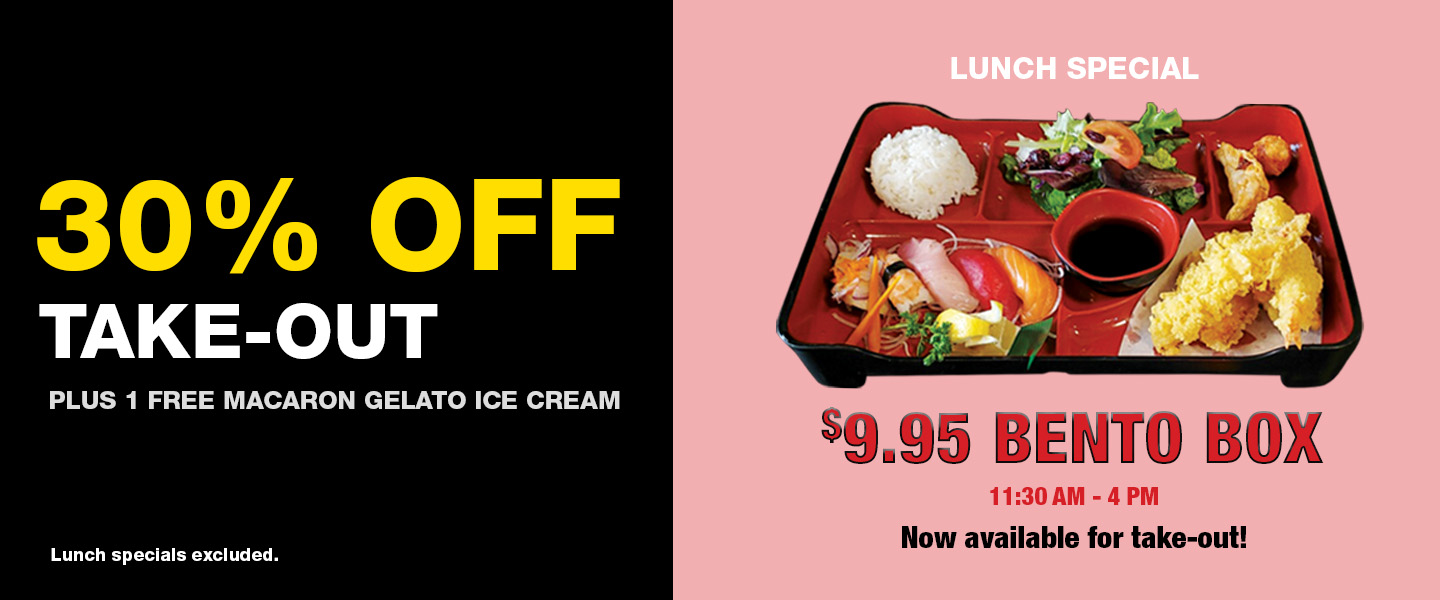 30% OFF
TAKE-OUT
PLUS 1 FREE MACARON GELATO ICE CREAM
Lunch specials excluded.
LUNCH SPECIAL
$9.95 BENTO BOX
11:30 AM - 4 PM
Now available for take-out!